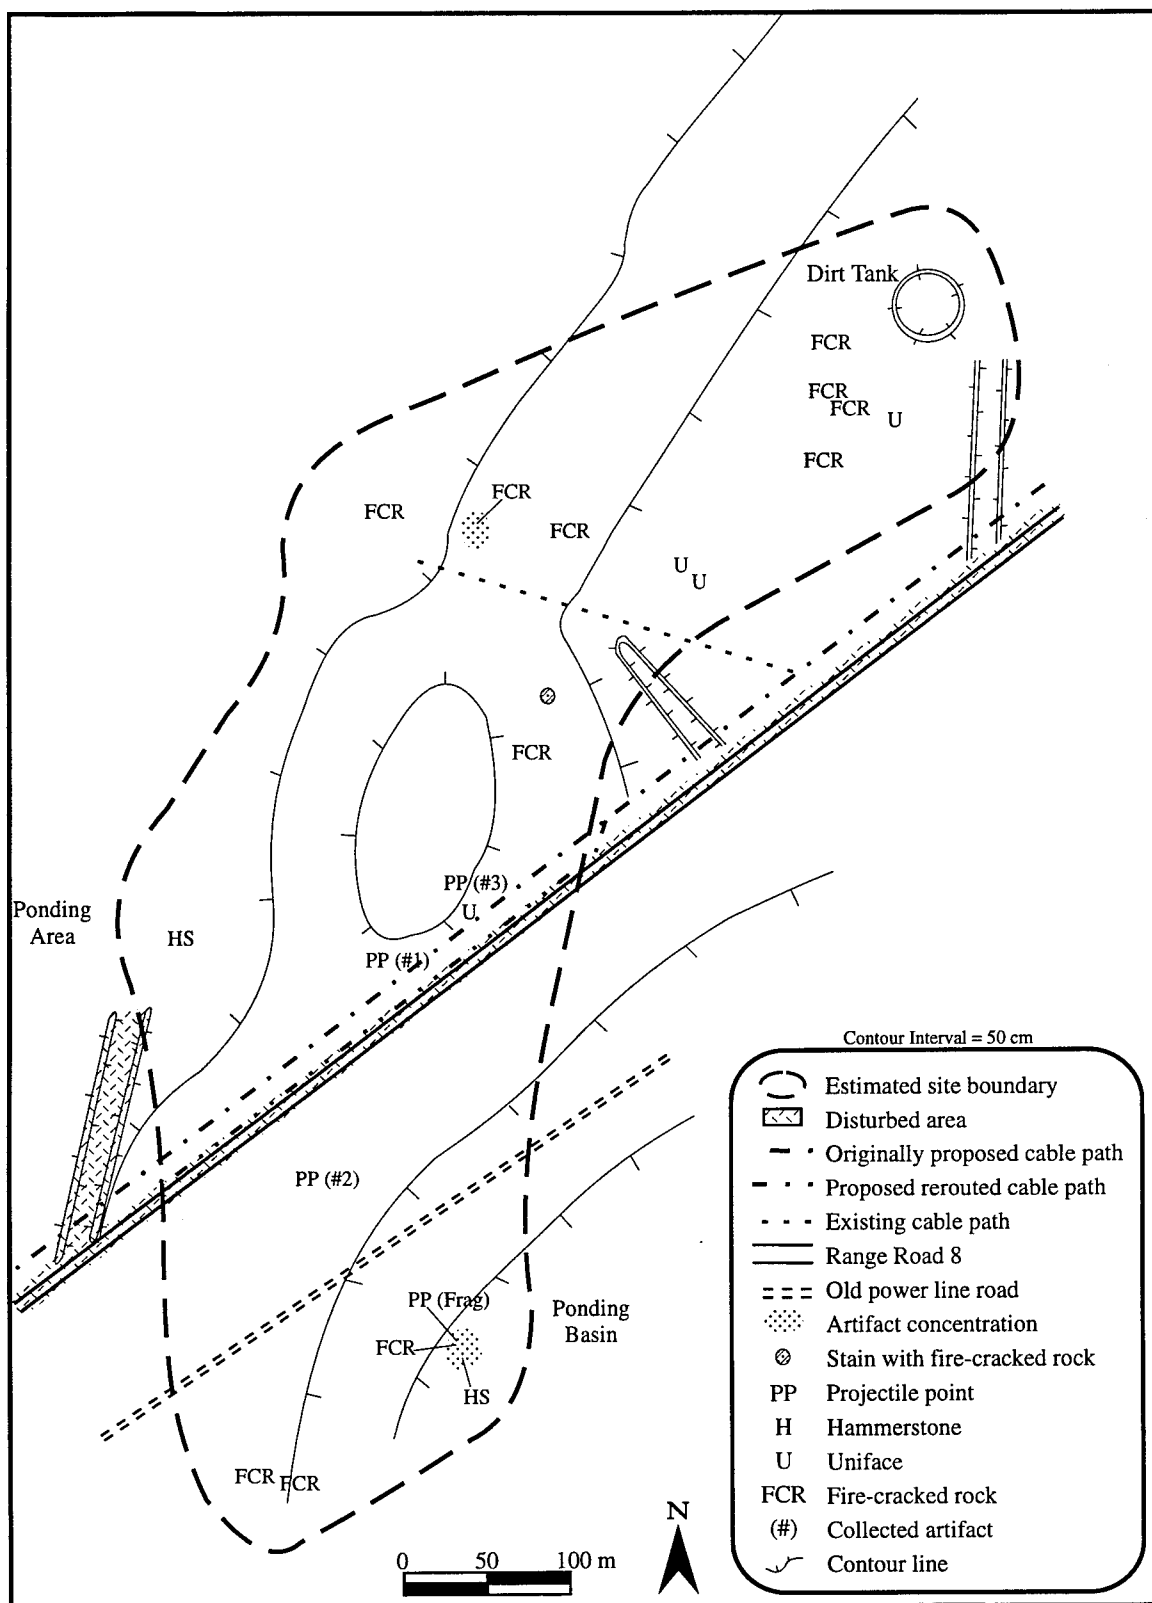 Dirt Tank
FCR
FCR
FCR
U
FCR
FCR
FCR
FCR
U
U
FCR
PP (#3)
U
Ponding
Area
HS
PP (#1)
PP (#2)
PP (Frag)
FCR
HS
Ponding
Basin
FCR
FCR
0 50 100 m
N
Contour Interval = 50 cm
Estimated site boundary
Disturbed area
Originally proposed cable path
Proposed rerouted cable path
Existing cable path
Range Road 8
Old power line road
Artifact concentration
Stain with fire-cracked rock
PP Projectile point
H Hammerstone
U Uniface
FCR Fire-cracked rock
(#) Collected artifact
Contour line